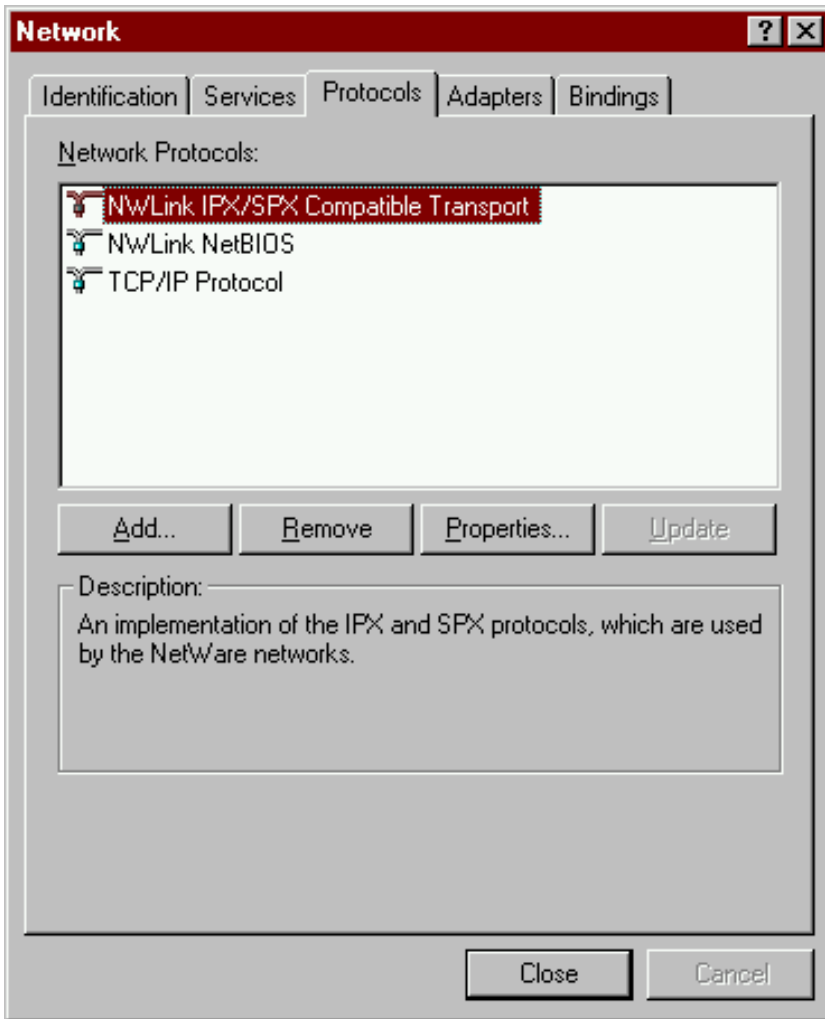 Network
Identification Services Protocols Adapters Bindings
Network Protocols:
NWLink IPX/SPX Compatible Transport
NWLink NetBIOS
TCP/IP Protocol
Add... Remove Properties... Update
Description:
An implementation of the IPX and SPX protocols, which are used
by the NetWare networks.
Close Cancel